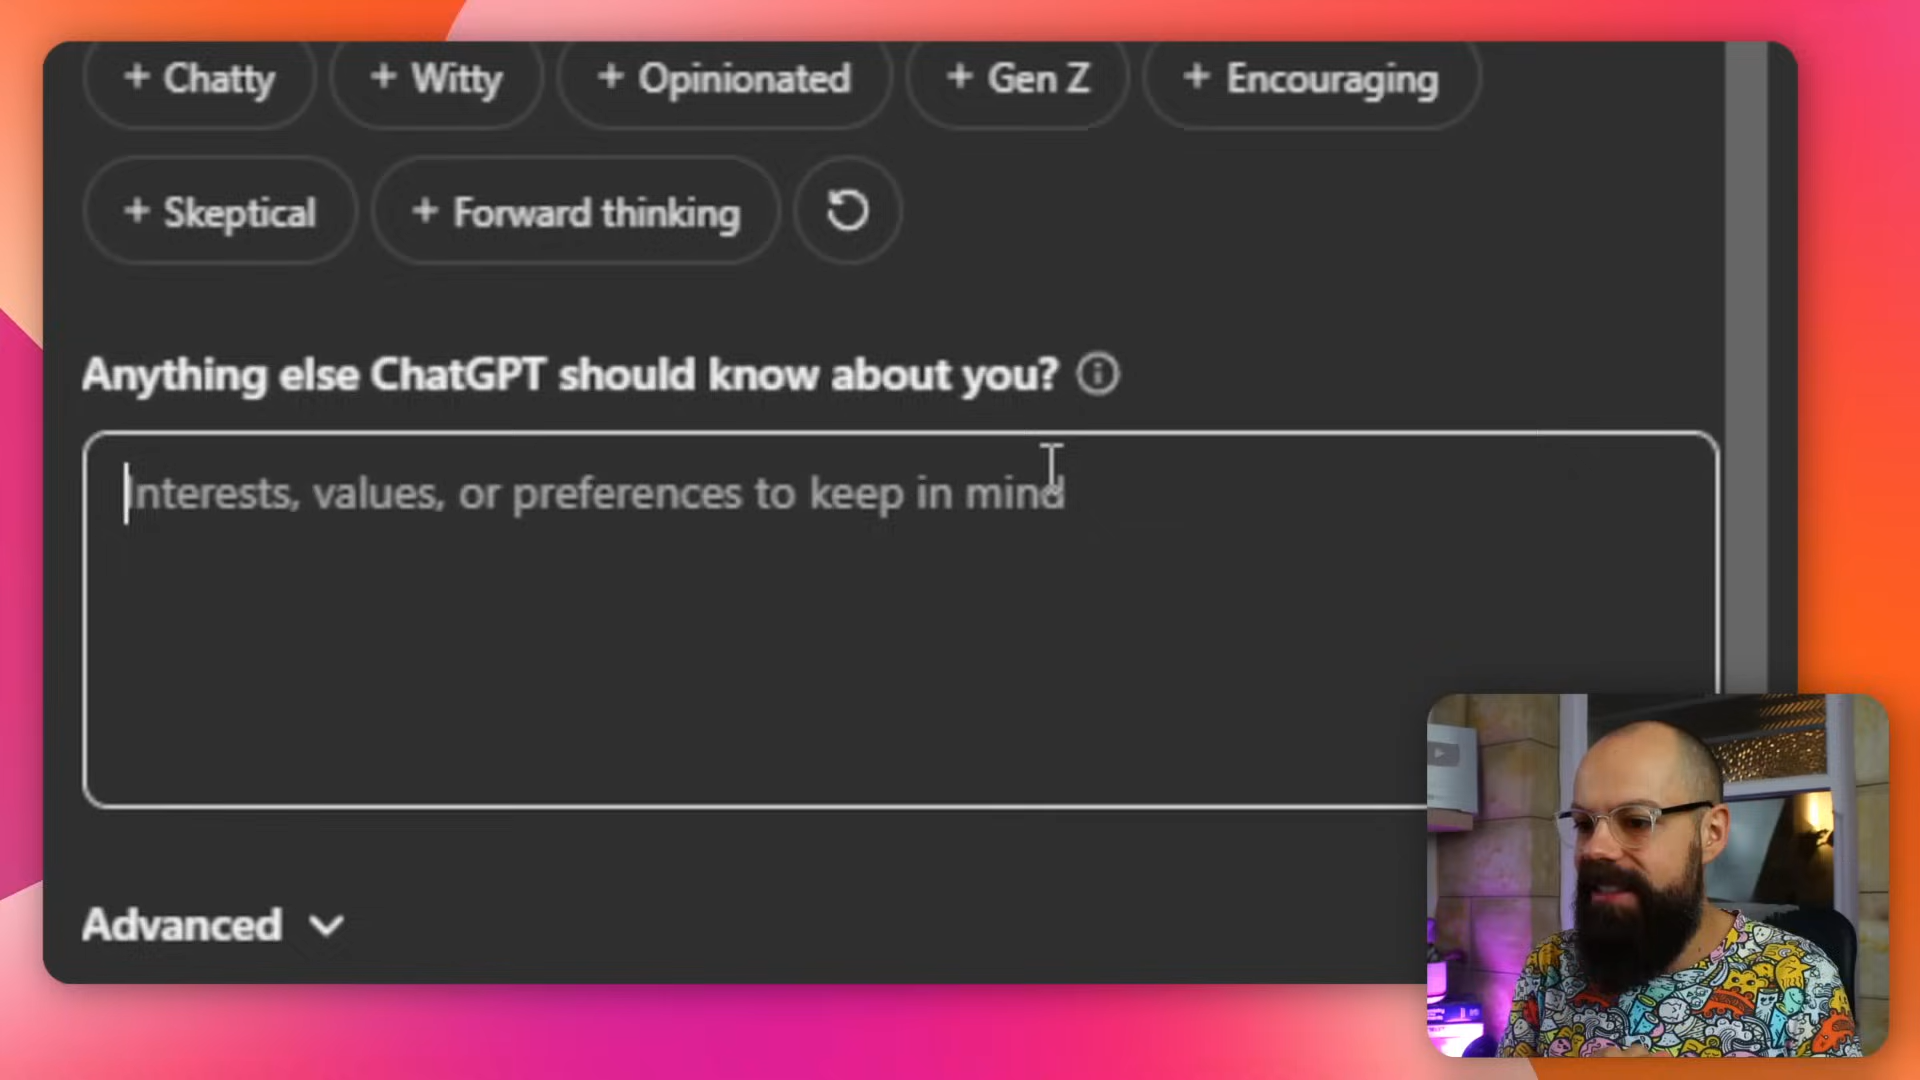 + Chatty + Witty + Opinionated + Gen Z + Encouraging
+ Skeptical + Forward thinking
Anything else ChatGPT should know about you?
Interests, values, or preferences to keep in mind
Advanced